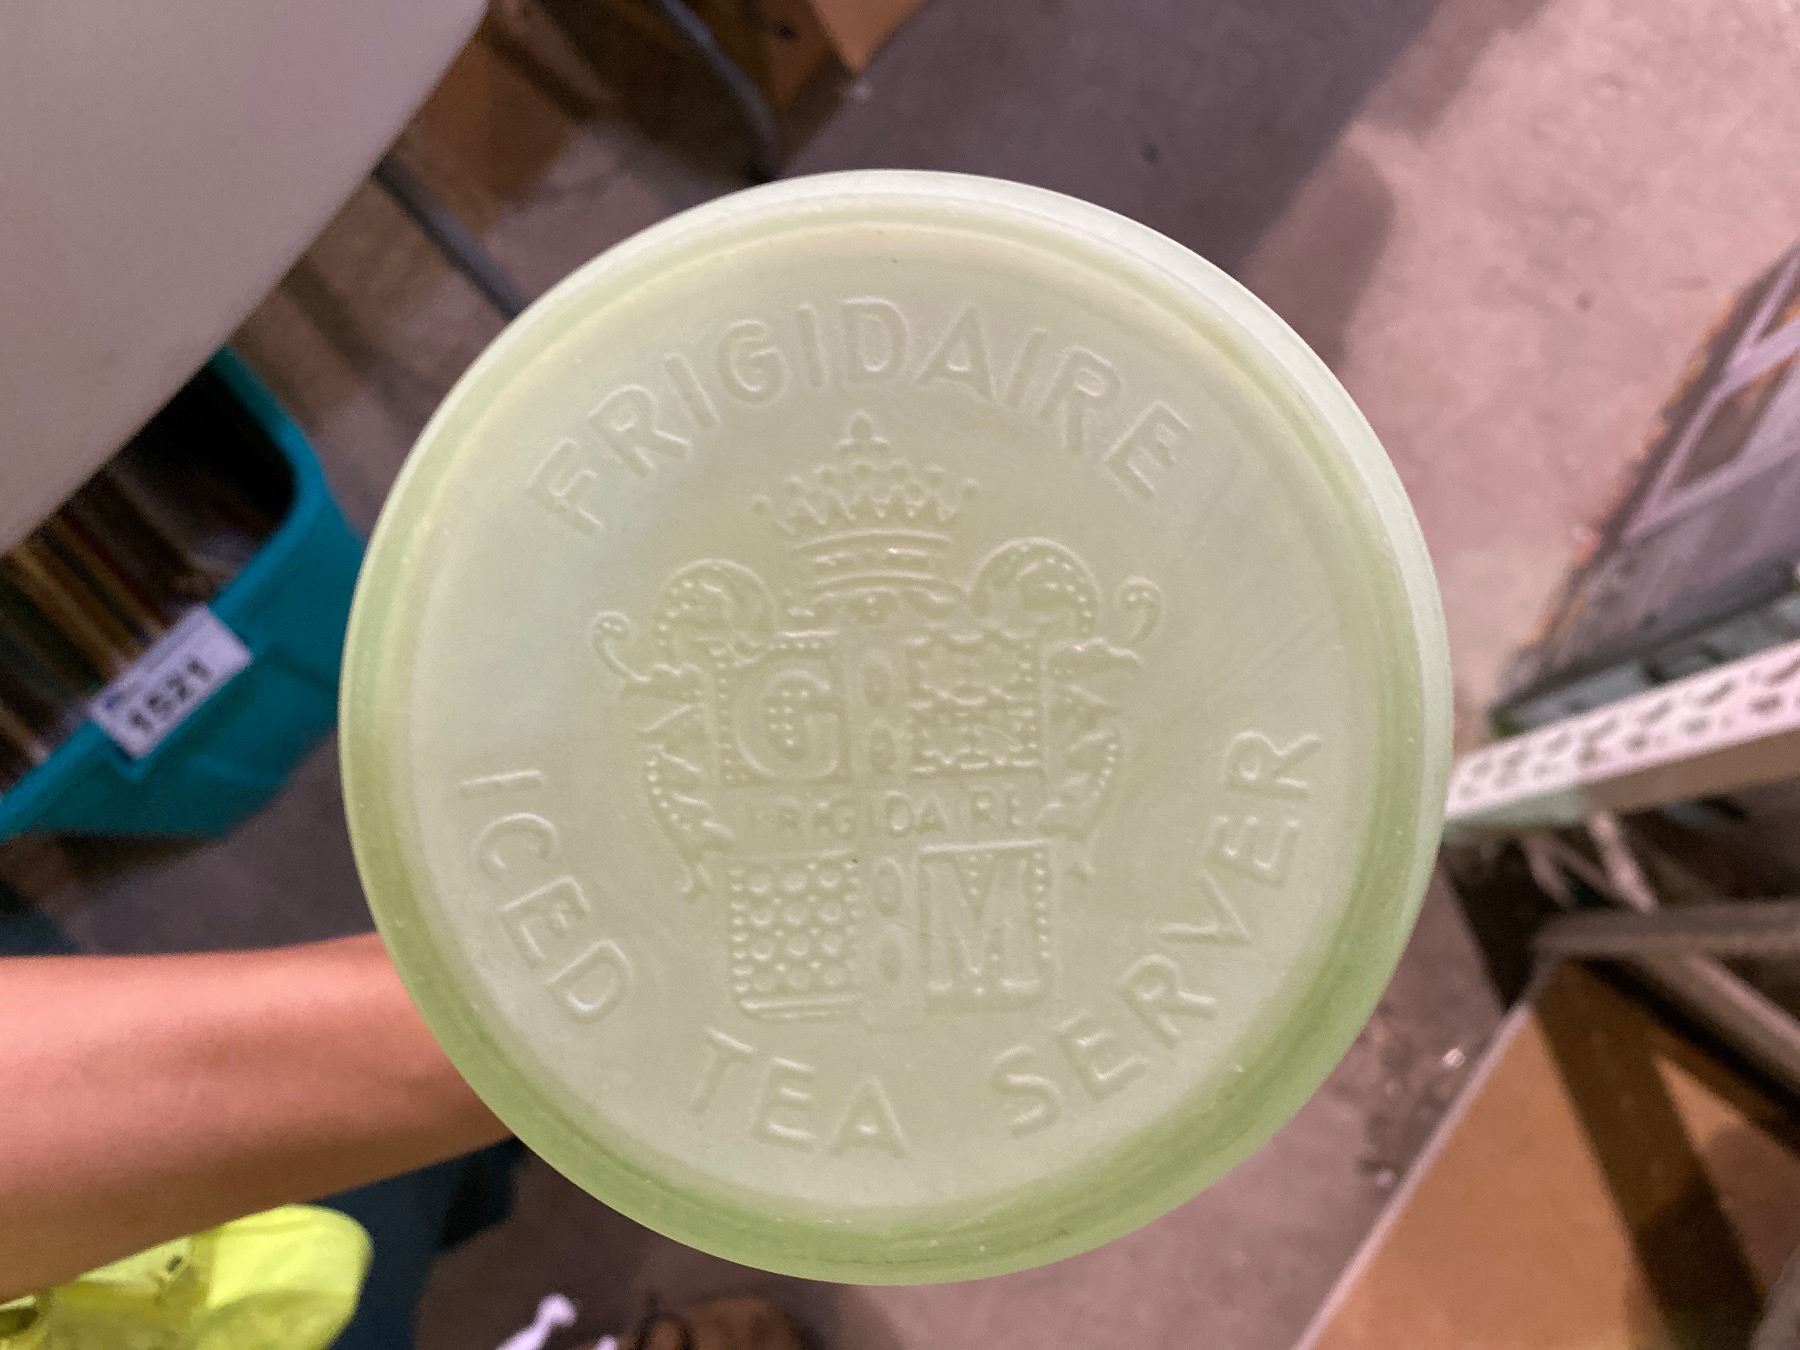 FRIGIDAIRE
G
FRIGIDAIRE
M
ICED TEA SERVER
1521